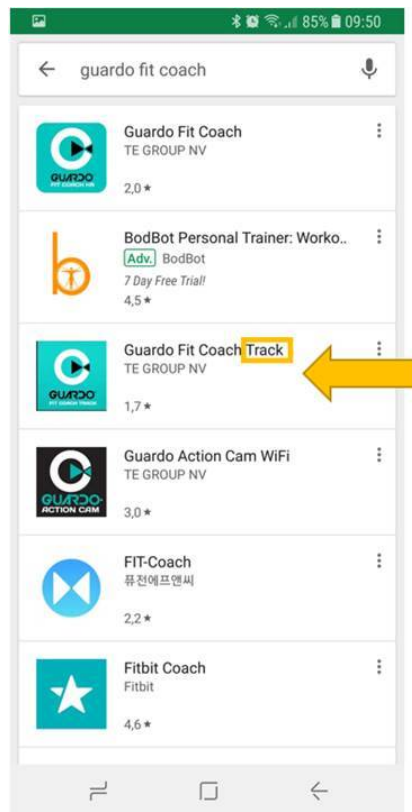 85% 09:50
guardo fit coach
Guardo Fit Coach
TE GROUP NV
GUARDO
FIT COACH HR
2,0 ★
BodBot Personal Trainer: Worko..
Adv. BodBot
7 Day Free Trial!
4,5 ★
Guardo Fit Coach Track
TE GROUP NV
GUARDO
FIT COACH TRACK
1,7 ★
Guardo Action Cam WiFi
TE GROUP NV
GUARDO
ACTION CAM
3,0 ★
FIT-Coach
퓨전에프앤씨
2,2 ★
Fitbit Coach
Fitbit
4,6 ★